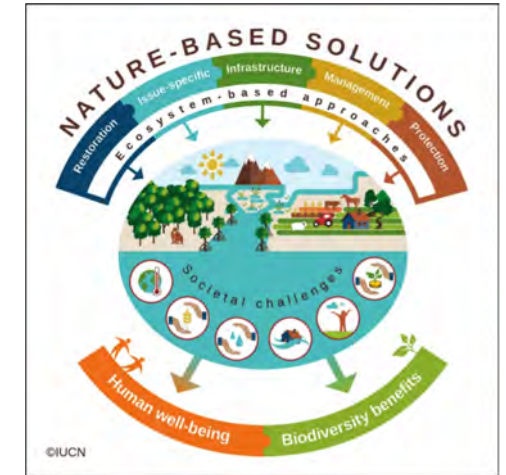 NATURE-BASED SOLUTIONS
Restoration
Issue-specific
Infrastructure
Management
Protection
Ecosystem-based approaches
Societal challenges
Human well-being
Biodiversity benefits
©IUCN